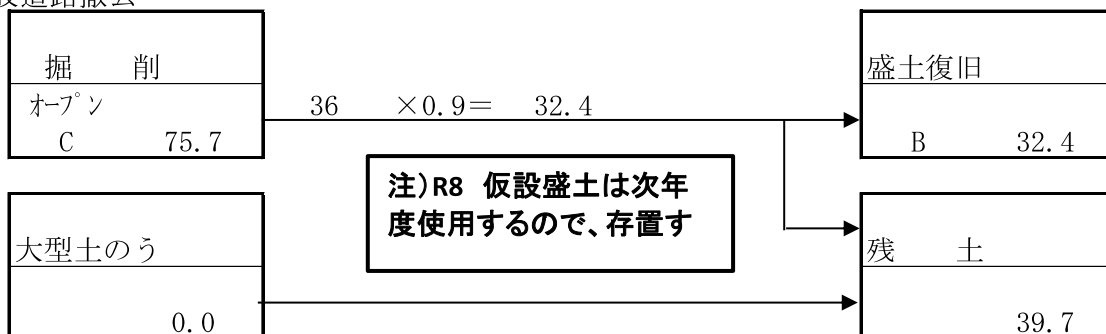 掘　　削
オープン
C　　75.7
36　×0.9＝　32.4
盛土復旧
B　　32.4
注)R8　仮設盛土は次年
度使用するので、存置す
大型土のう
0.0
残　　土
39.7